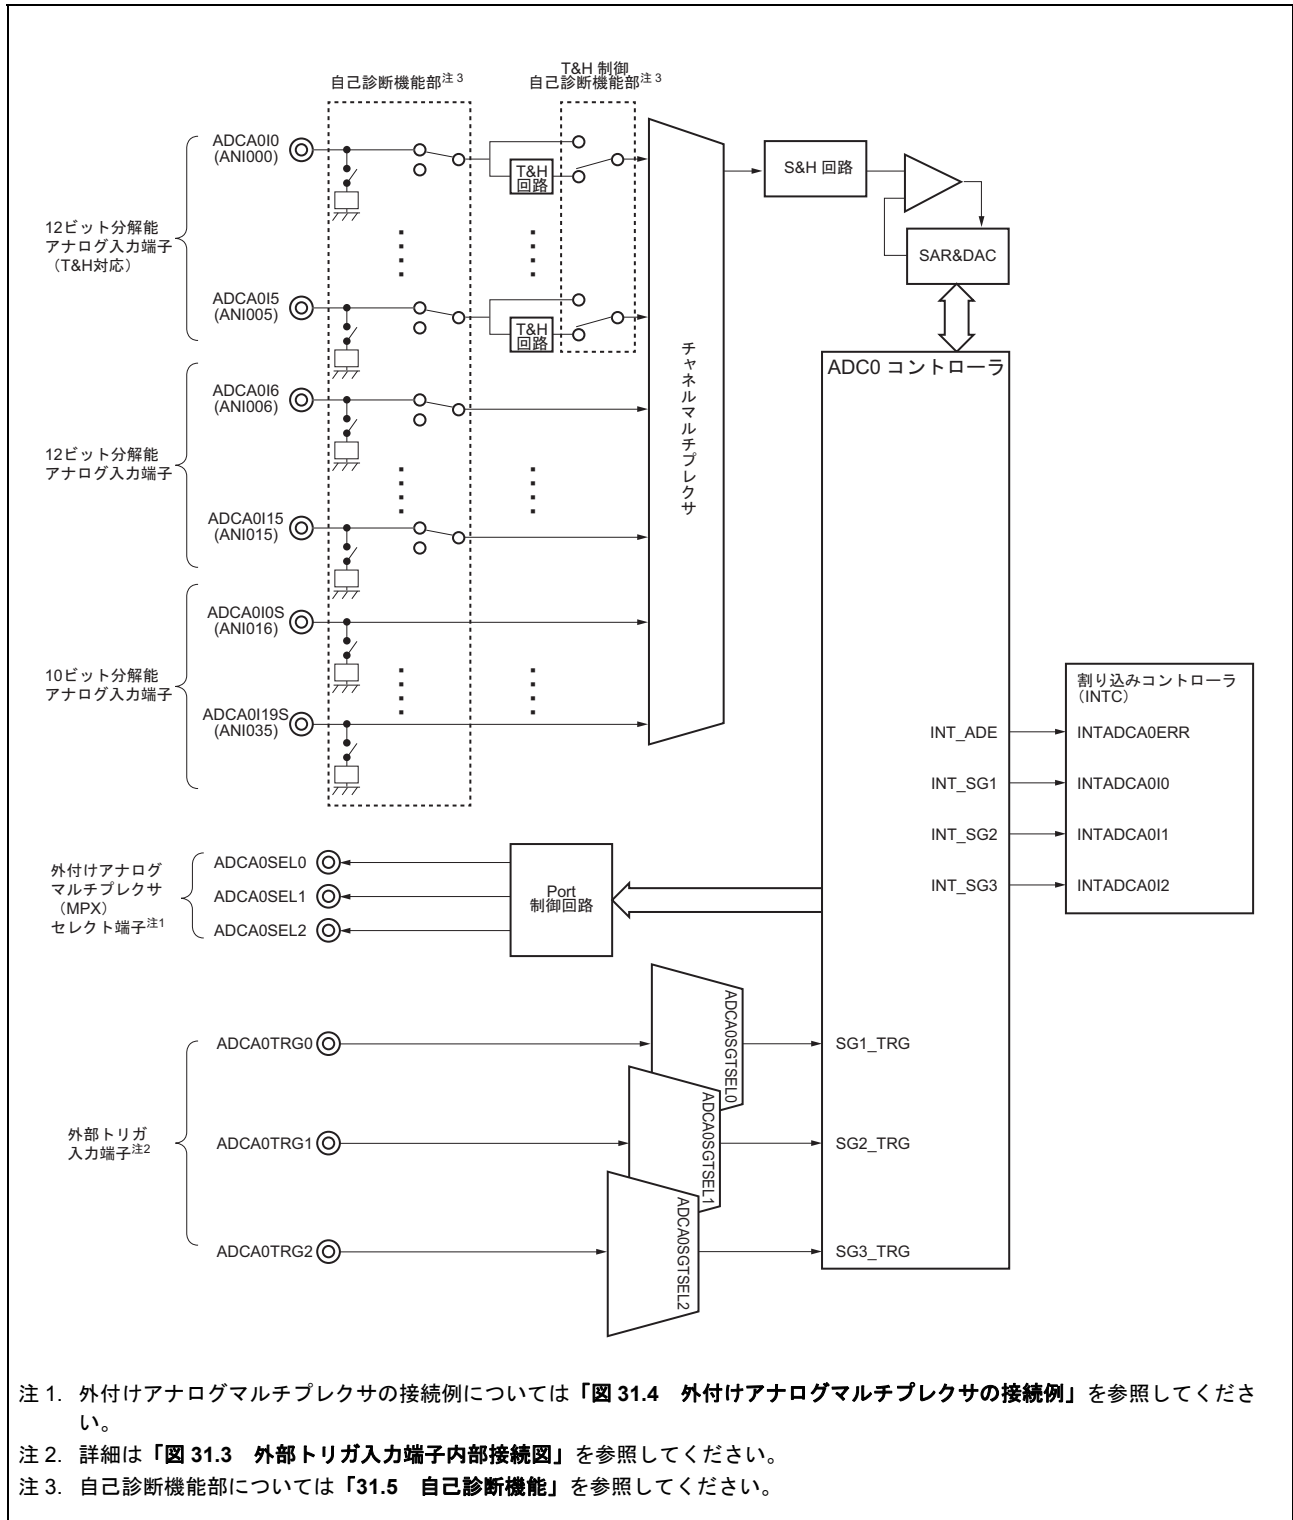 自己診断機能部注 3
T&H 制御
自己診断機能部注 3
ADCA0I0
(ANI000)
T&H
回路
S&H 回路
12ビット分解能
アナログ入力端子
（T&H対応）
SAR&DAC
ADCA0I5
(ANI005)
T&H
回路
チャネルマルチプレクサ
ADC0 コントローラ
ADCA0I6
(ANI006)
12ビット分解能
アナログ入力端子
ADCA0I15
(ANI015)
ADCA0I0S
(ANI016)
10ビット分解能
アナログ入力端子
ADCA0I19S
(ANI035)
割り込みコントローラ
（INTC）
INT_ADE
INTADCA0ERR
INT_SG1
INTADCA0I0
INT_SG2
INTADCA0I1
INT_SG3
INTADCA0I2
外付けアナログ
マルチプレクサ
（MPX）
セレクト端子注1
ADCA0SEL0
ADCA0SEL1
ADCA0SEL2
Port
制御回路
ADCA0SGTSEL0
ADCA0TRG0
SG1_TRG
外部トリガ
入力端子注2
ADCA0SGTSEL1
ADCA0TRG1
SG2_TRG
ADCA0SGTSEL2
ADCA0TRG2
SG3_TRG
注 1. 外付けアナログマルチプレクサの接続例については「図 31.4　外付けアナログマルチプレクサの接続例」を参照してくださ
い。
注 2. 詳細は「図 31.3　外部トリガ入力端子内部接続図」を参照してください。
注 3. 自己診断機能部については「31.5　自己診断機能」を参照してください。